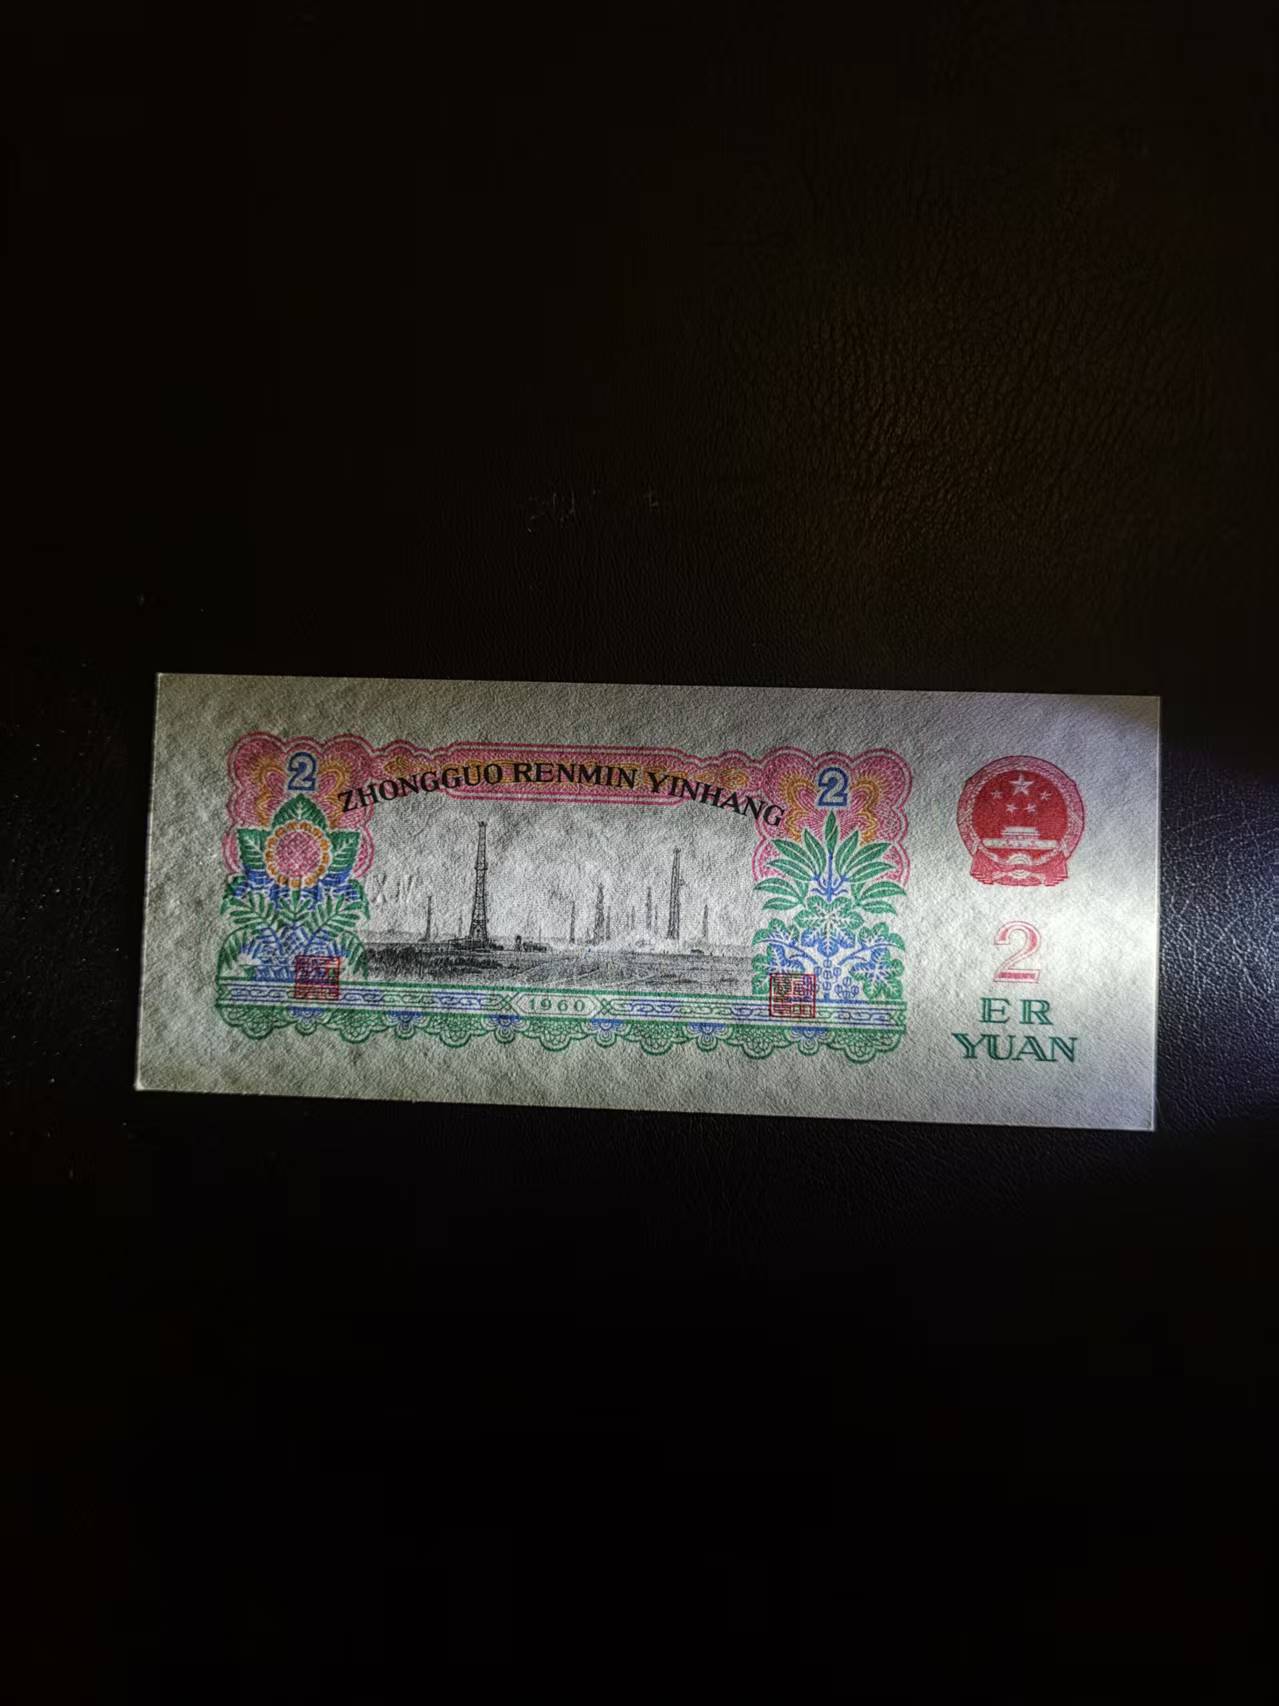 2
ZHONGGUO RENMIN YINHANG
2
1960
2
ER
YUAN